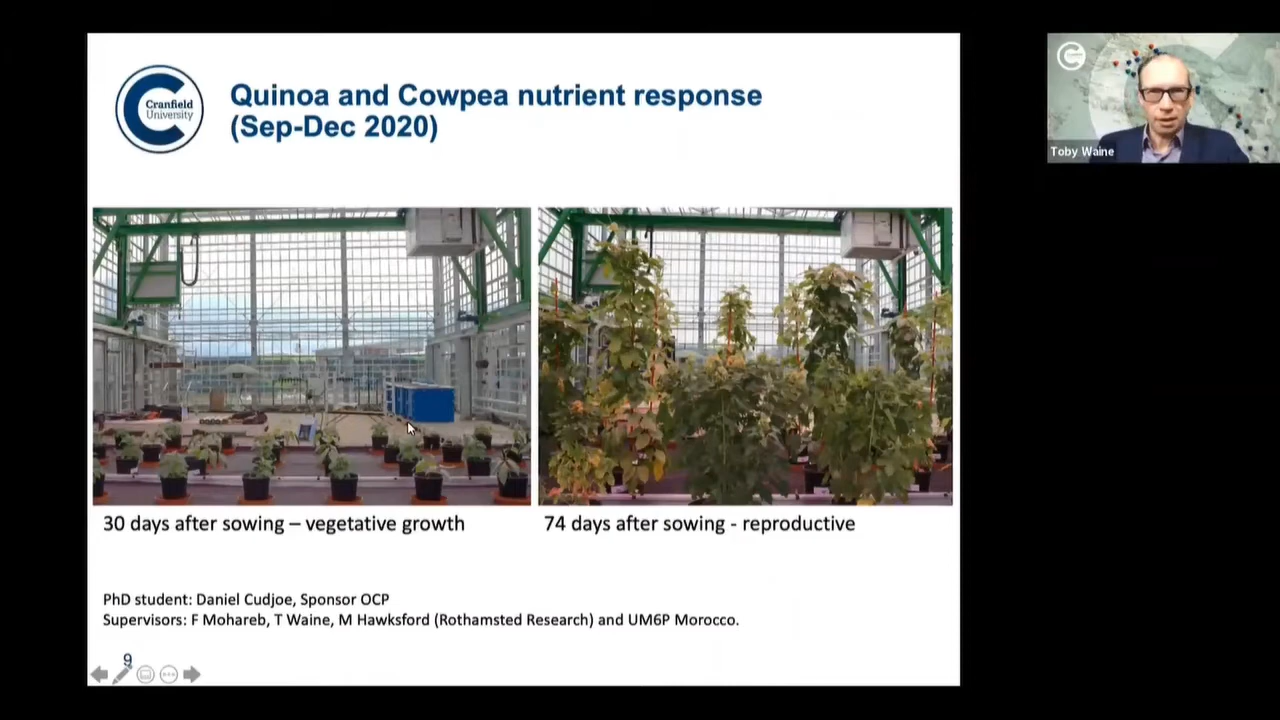 Cranfield
University
Quinoa and Cowpea nutrient response
(Sep-Dec 2020)
Toby Waine
30 days after sowing – vegetative growth
74 days after sowing - reproductive
PhD student: Daniel Cudjoe, Sponsor OCP
Supervisors: F Mohareb, T Waine, M Hawksford (Rothamsted Research) and UM6P Morocco.
9